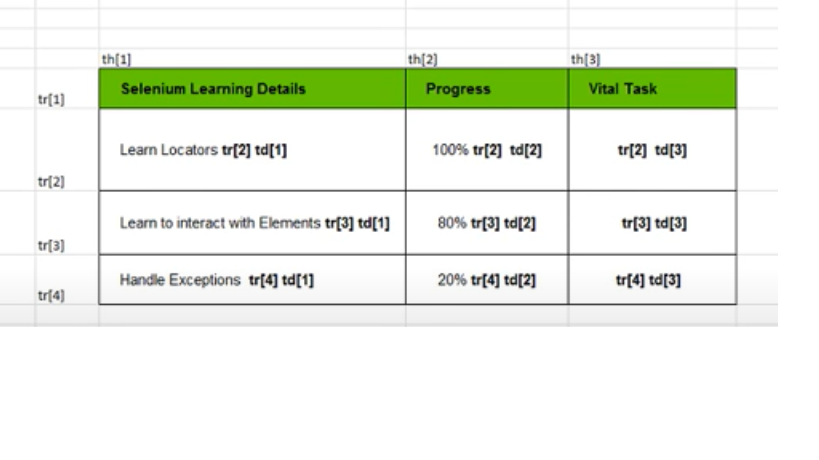 th[1] th[2] th[3]
tr[1] Selenium Learning Details Progress Vital Task
Learn Locators tr[2] td[1] 100% tr[2] td[2] tr[2] td[3]
tr[2]
Learn to interact with Elements tr[3] td[1] 80% tr[3] td[2] tr[3] td[3]
tr[3]
Handle Exceptions tr[4] td[1] 20% tr[4] td[2] tr[4] td[3]
tr[4]